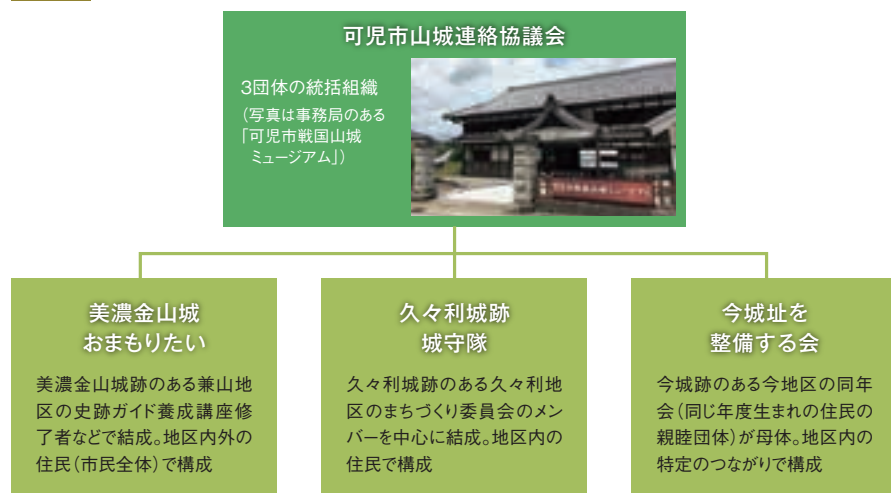 可児市山城連絡協議会
3団体の統括組織
(写真は事務局のある
「可児市戦国山城
ミュージアム」)
美濃金山城
おまもりたい
美濃金山城跡のある兼山地
区の史跡ガイド養成講座修
了者などで結成。地区内外の
住民(市民全体)で構成
久々利城跡
城守隊
久々利城跡のある久々利地
区のまちづくり委員会のメン
バーを中心に結成。地区内の
住民で構成
今城址を
整備する会
今城跡のある今地区の同年
会(同じ年度生まれの住民の
親睦団体)が母体。地区内の
特定のつながりで構成